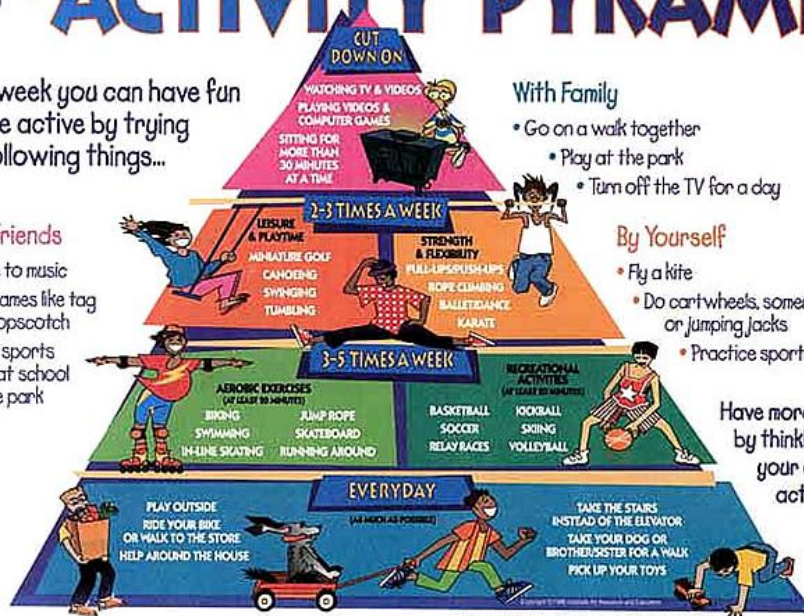 ACTIVITY PYRAMI
CUT
DOWN ON
WATCHING TV & VIDEOS
PLAYING VIDEOS &
COMPUTER GAMES
SITTING FOR
MORE THAN
30 MINUTES
AT A TIME
week you can have fun
e active by trying
llowing things...
With Family
• Go on a walk together
• Play at the park
• Turn off the TV for a day
2-3 TIMES A WEEK
LEISURE
& PLAYTIME
MINIATURE GOLF
CANOEING
SWINGING
TUMBLING
STRENGTH
& FLEXIBILITY
PULL-UPS/PUSH-UPS
ROPE CLIMBING
BALLET/DANCE
KARATE
riends
to music
ames like tag
opscotch
sports
at school
e park
By Yourself
• Fly a kite
• Do cartwheels, some
or jumping jacks
• Practice sport
3-5 TIMES A WEEK
AEROBIC EXERCISES
(AT LEAST 20 MINUTES)
BIKING
SWIMMING
IN-LINE SKATING
JUMP ROPE
SKATEBOARD
RUNNING AROUND
RECREATIONAL
ACTIVITIES
(AT LEAST 20 MINUTES)
BASKETBALL
SOCCER
RELAY RACES
KICKBALL
SKIING
VOLLEYBALL
Have more
by thinki
your
act
EVERYDAY
(AS MUCH AS POSSIBLE)
PLAY OUTSIDE
RIDE YOUR BIKE
OR WALK TO THE STORE
HELP AROUND THE HOUSE
TAKE THE STAIRS
INSTEAD OF THE ELEVATOR
TAKE YOUR DOG OR
BROTHER/SISTER FOR A WALK
PICK UP YOUR TOYS